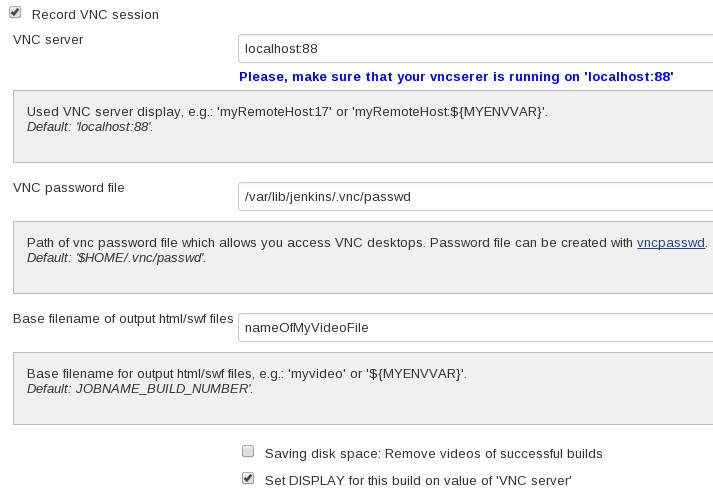 Record VNC session
VNC server
localhost:88
Please, make sure that your vncserer is running on 'localhost:88'
Used VNC server display, e.g.: 'myRemoteHost:17' or 'myRemoteHost:${MYENVVAR}'.
Default: 'localhost:88'.
VNC password file
/var/lib/jenkins/.vnc/passwd
Path of vnc password file which allows you access VNC desktops. Password file can be created with vncpasswd.
Default: '$HOME/.vnc/passwd'.
Base filename of output html/swf files
nameOfMyVideoFile
Base filename for output html/swf files, e.g.: 'myvideo' or '${MYENVVAR}'.
Default: JOBNAME_BUILD_NUMBER'.
Saving disk space: Remove videos of successful builds
Set DISPLAY for this build on value of 'VNC server'